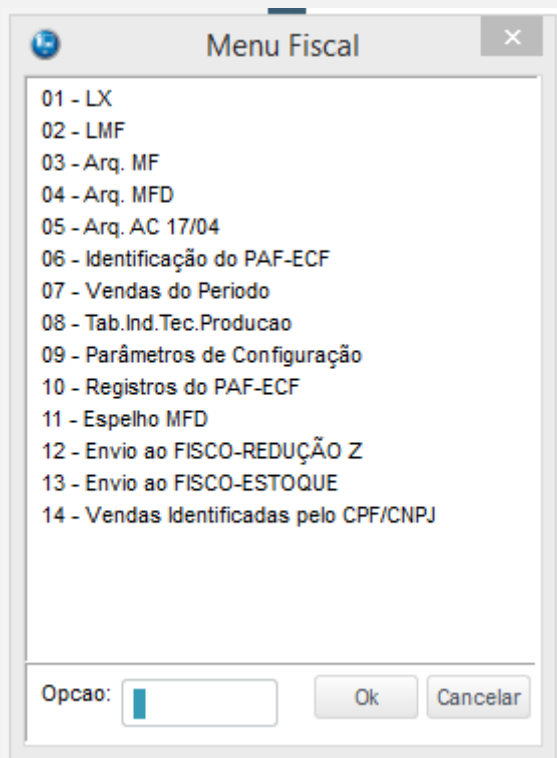 Menu Fiscal
01 - LX
02 - LMF
03 - Arq. MF
04 - Arq. MFD
05 - Arq. AC 17/04
06 - Identificação do PAF-ECF
07 - Vendas do Periodo
08 - Tab.Ind.Tec.Producao
09 - Parâmetros de Configuração
10 - Registros do PAF-ECF
11 - Espelho MFD
12 - Envio ao FISCO-REDUÇÃO Z
13 - Envio ao FISCO-ESTOQUE
14 - Vendas Identificadas pelo CPF/CNPJ
Opcao: Ok Cancelar